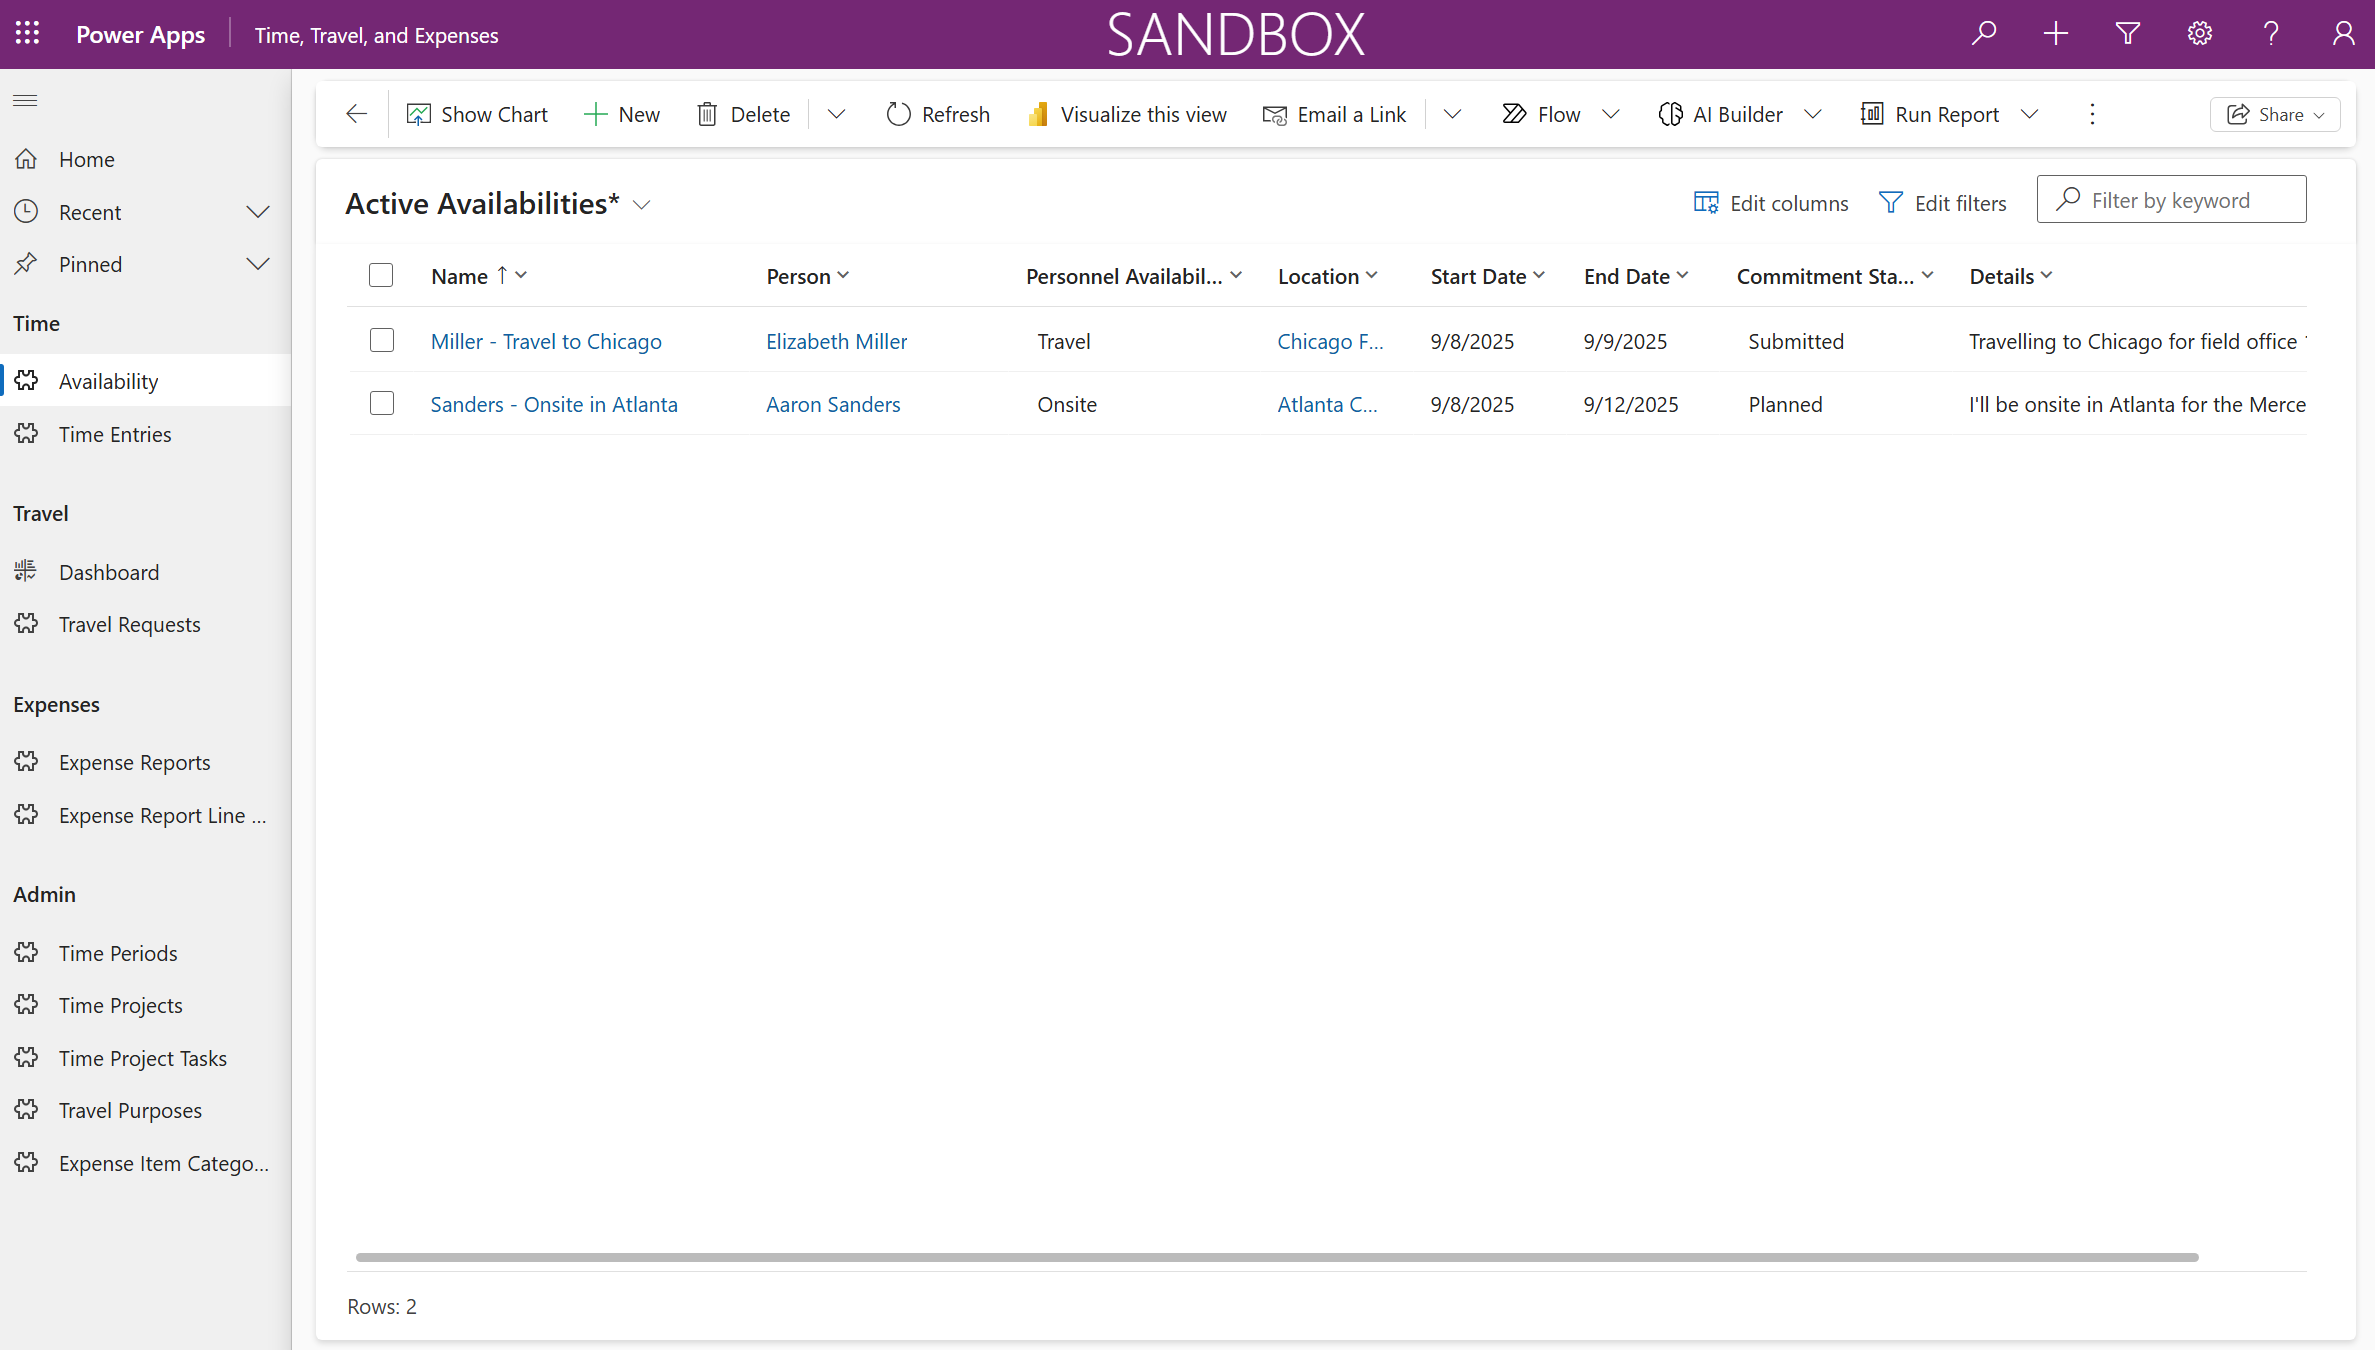 Power Apps
Time, Travel, and Expenses
SANDBOX
Show Chart
New
Delete
Refresh
Visualize this view
Email a Link
Flow
AI Builder
Run Report
Share
Home
Recent
Pinned
Time
Availability
Time Entries
Travel
Dashboard
Travel Requests
Expenses
Expense Reports
Expense Report Line ...
Admin
Time Periods
Time Projects
Time Project Tasks
Travel Purposes
Expense Item Catego...
Active Availabilities*
Edit columns
Edit filters
Filter by keyword
Name Person Personnel Availabil... Location Start Date End Date Commitment Sta... Details
Miller - Travel to Chicago Elizabeth Miller Travel Chicago F... 9/8/2025 9/9/2025 Submitted Travelling to Chicago for field office
Sanders - Onsite in Atlanta Aaron Sanders Onsite Atlanta C... 9/8/2025 9/12/2025 Planned I'll be onsite in Atlanta for the Merce
Rows: 2